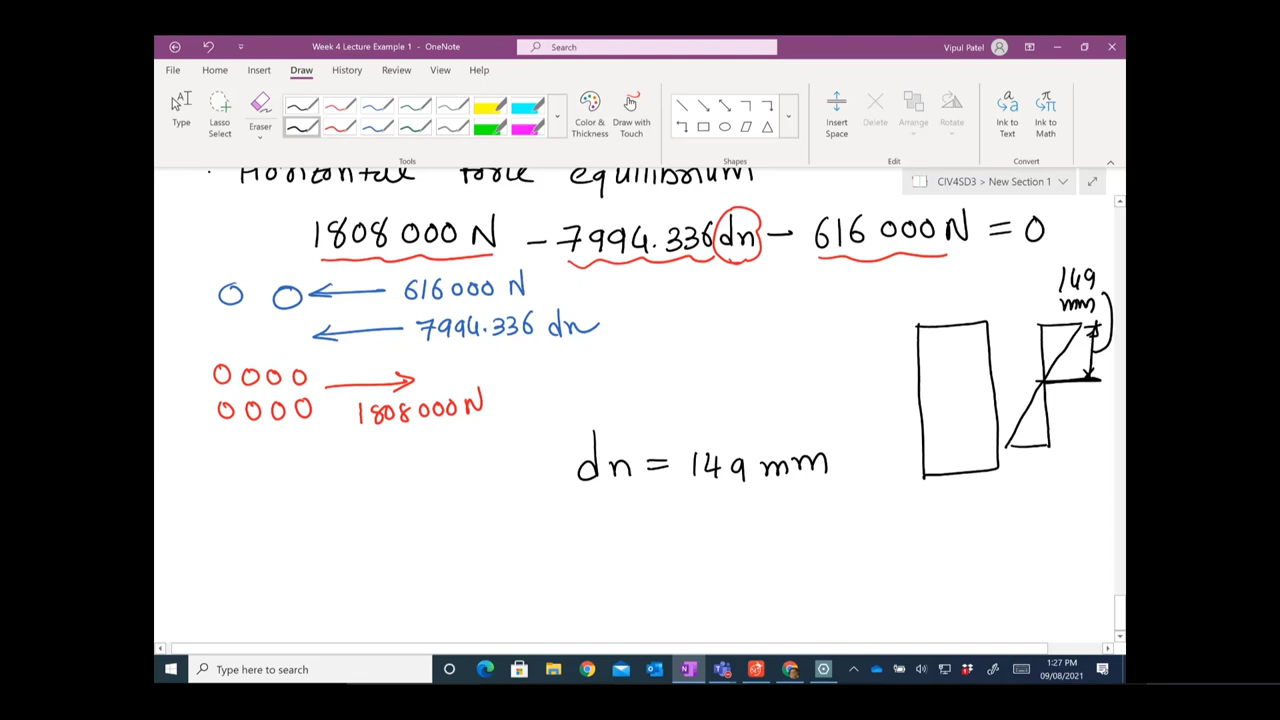 Week 4 Lecture Example 1 - OneNote
Search
Vipul Patel
File Home Insert Draw History Review View Help
Type
Lasso Select
Eraser
Color & Thickness
Draw with Touch
Insert Space
Delete
Arrange
Rotate
Ink to Text
Ink to Math
Tools
Shapes
Edit
Convert
CIV4SD3 > New Section 1
Horizontal force equilibrium
1808 000 N - 7994.336 dn - 616 000 N = 0
616 000 N
7994.336 dn
1808 000 N
149 mm
dn = 149 mm
Type here to search
1:27 PM
09/08/2021